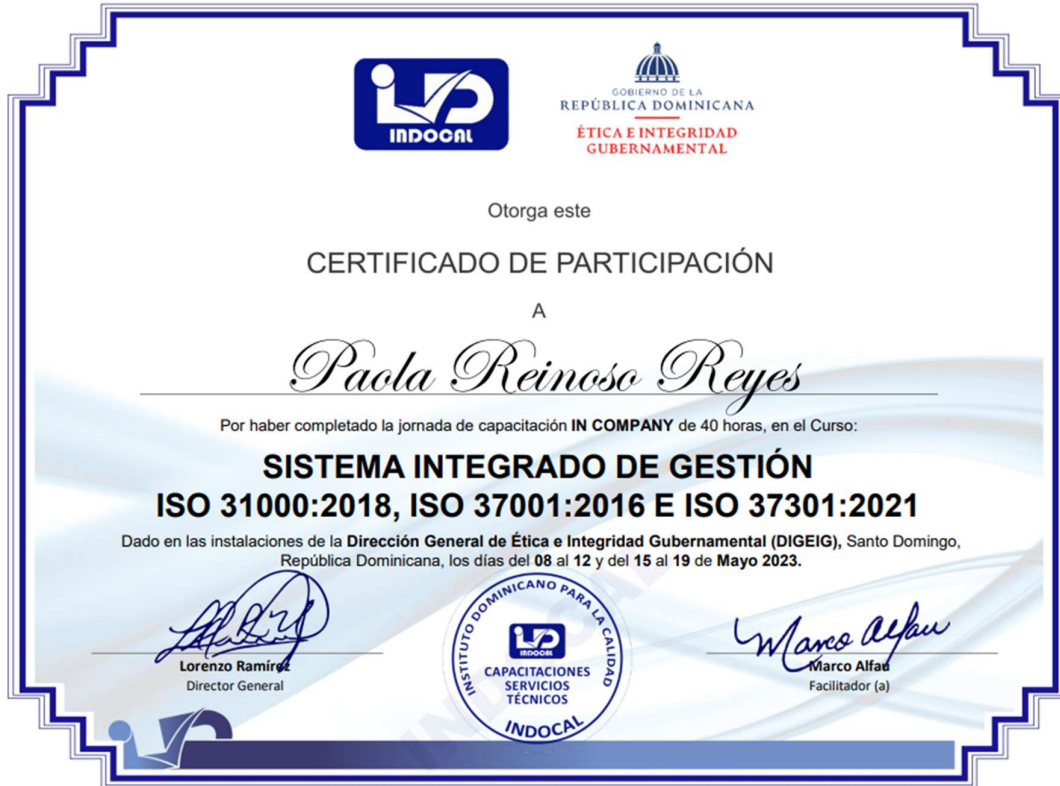 INDOCAL
GOBIERNO DE LA
REPÚBLICA DOMINICANA
ÉTICA E INTEGRIDAD
GUBERNAMENTAL
Otorga este
CERTIFICADO DE PARTICIPACIÓN
A
Paola Reinoso Reyes
Por haber completado la jornada de capacitación IN COMPANY de 40 horas, en el Curso:
SISTEMA INTEGRADO DE GESTIÓN
ISO 31000:2018, ISO 37001:2016 E ISO 37301:2021
Dado en las instalaciones de la Dirección General de Ética e Integridad Gubernamental (DIGEIG), Santo Domingo,
República Dominicana, los días del 08 al 12 y del 15 al 19 de Mayo 2023.
Lorenzo Ramírez
Director General
INSTITUTO DOMINICANO PARA LA CALIDAD
INDOCAL
CAPACITACIONES
SERVICIOS
TÉCNICOS
INDOCAL
Marco Alfau
Marco Alfau
Facilitador (a)
INDOCAL